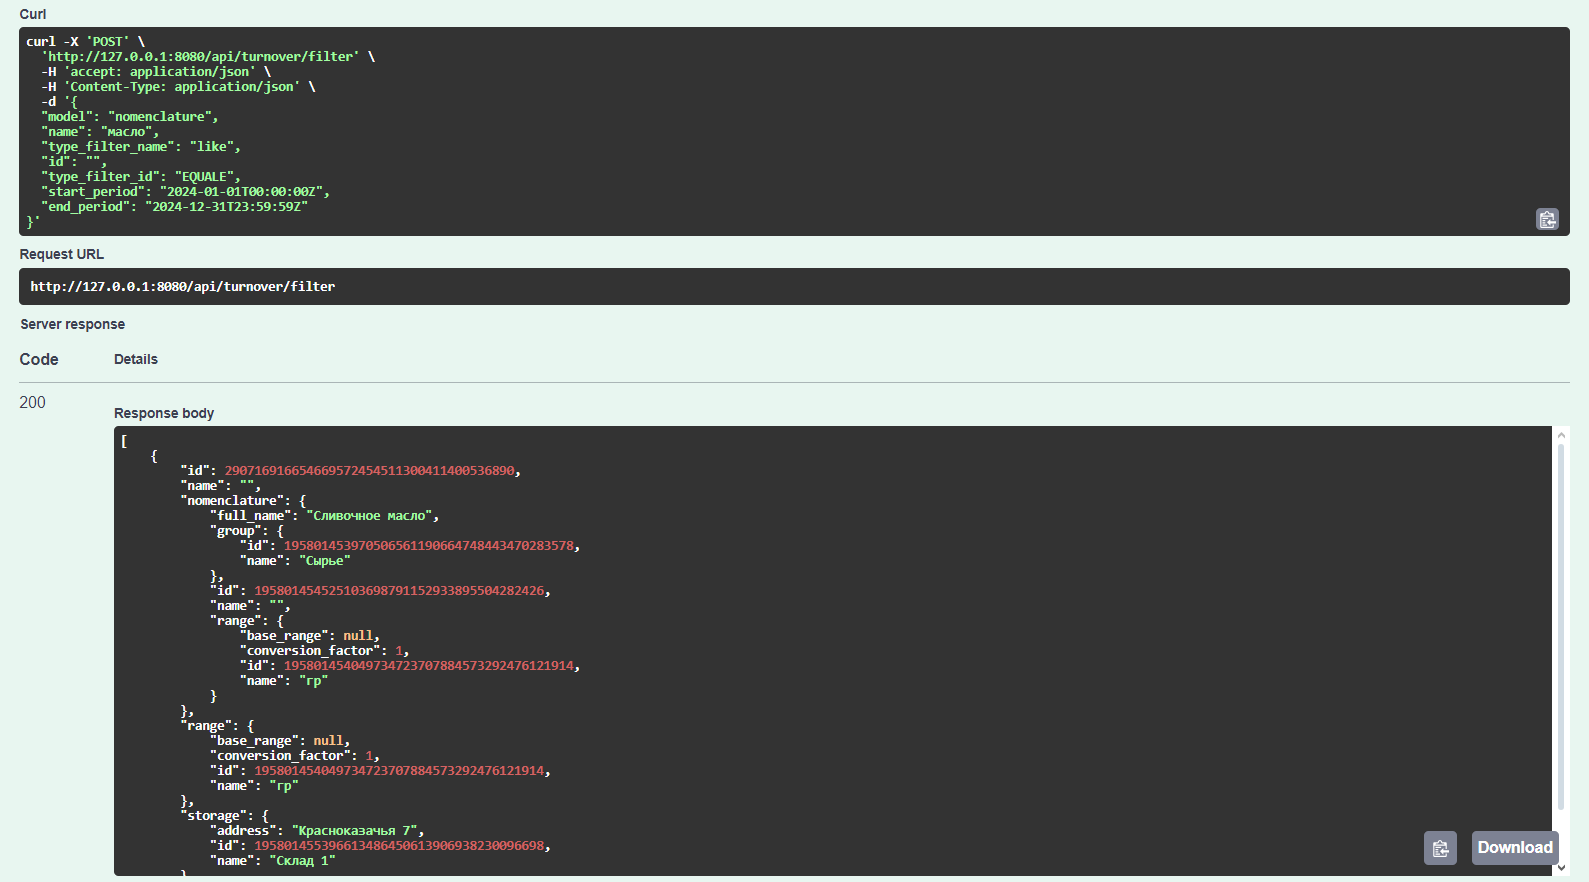 Curl
curl -X 'POST' \
'http://127.0.0.1:8080/api/turnover/filter' \
-H 'accept: application/json' \
-H 'Content-Type: application/json' \
-d '{
"model": "nomenclature",
"name": "масло",
"type_filter_name": "like",
"id": "",
"type_filter_id": "EQUALE",
"start_period": "2024-01-01T00:00:00Z",
"end_period": "2024-12-31T23:59:59Z"
}'
Request URL
http://127.0.0.1:8080/api/turnover/filter
Server response
Code Details
200
Response body
[
{
"id": 290716916654669572454511300411400536890,
"name": "",
"nomenclature": {
"full_name": "Сливочное масло",
"group": {
"id": 195801453970506561190664748443470283578,
"name": "Сырье"
},
"id": 195801454525103698791152933895504282426,
"name": "",
"range": {
"base_range": null,
"conversion_factor": 1,
"id": 195801454049734723707884573292476121914,
"name": "гр"
}
},
"range": {
"base_range": null,
"conversion_factor": 1,
"id": 195801454049734723707884573292476121914,
"name": "гр"
},
"storage": {
"address": "Красноказачья 7",
"id": 195801455396613486450613906938230096698,
"name": "Склад 1"
}
Download